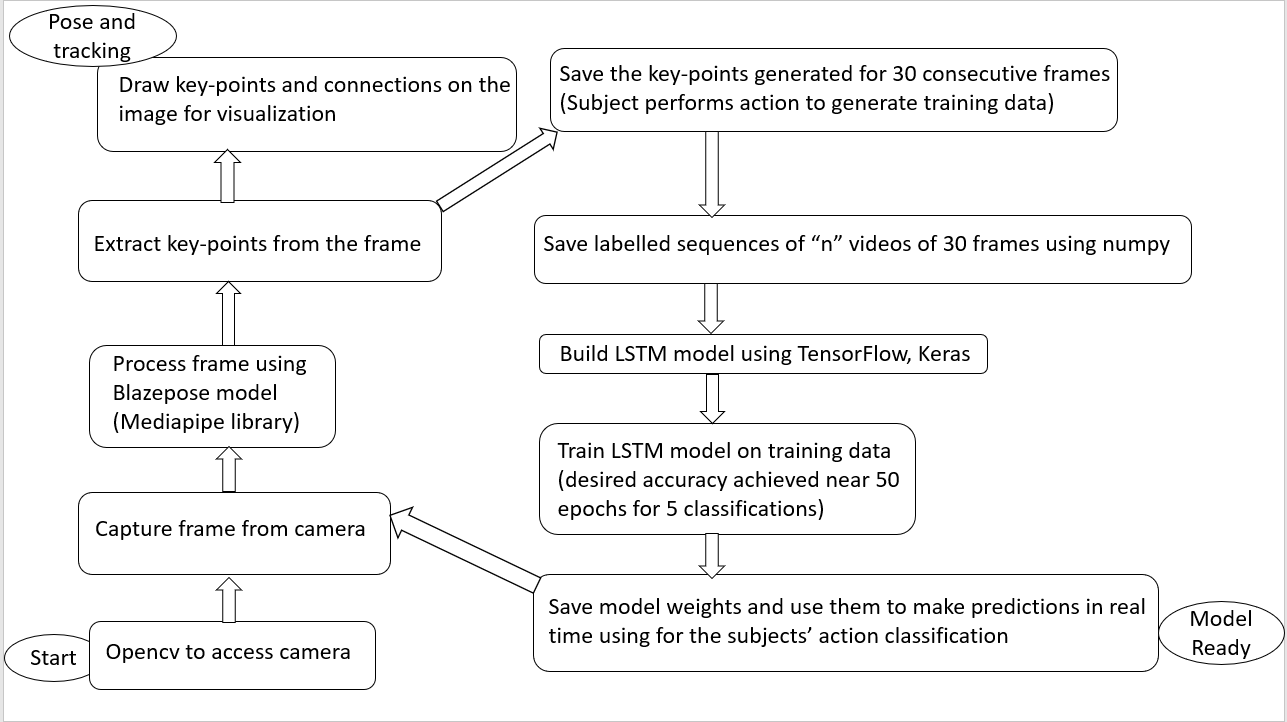 Pose and
tracking
Draw key-points and connections on the
image for visualization
Save the key-points generated for 30 consecutive frames
(Subject performs action to generate training data)
Extract key-points from the frame
Save labelled sequences of “n” videos of 30 frames using numpy
Process frame using
Blazepose model
(Mediapipe library)
Build LSTM model using TensorFlow, Keras
Train LSTM model on training data
(desired accuracy achieved near 50
epochs for 5 classifications)
Capture frame from camera
Save model weights and use them to make predictions in real
time using for the subjects’ action classification
Model
Ready
Start
Opencv to access camera